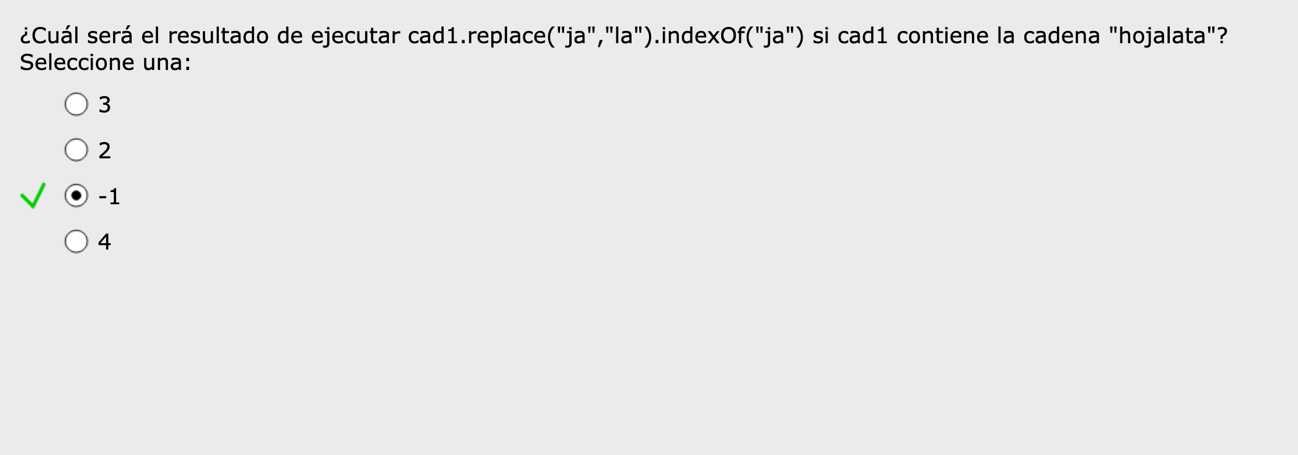 ¿Cuál será el resultado de ejecutar cad1.replace("ja","la").indexOf("ja") si cad1 contiene la cadena "hojalata"?
Seleccione una:
3
2
-1
4